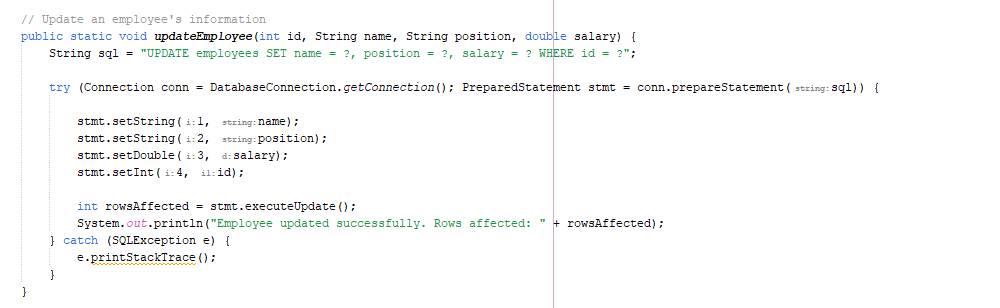 // Update an employee's information
public static void updateEmployee(int id, String name, String position, double salary) {
String sql = "UPDATE employees SET name = ?, position = ?, salary = ? WHERE id = ?";
try (Connection conn = DatabaseConnection.getConnection(); PreparedStatement stmt = conn.prepareStatement( string: sql)) {
stmt.setString( i: 1, string: name);
stmt.setString( i: 2, string: position);
stmt.setDouble( i: 3, d: salary);
stmt.setInt( i: 4, i1: id);
int rowsAffected = stmt.executeUpdate();
System.out.println("Employee updated successfully. Rows affected: " + rowsAffected);
} catch (SQLException e) {
e.printStackTrace();
}
}